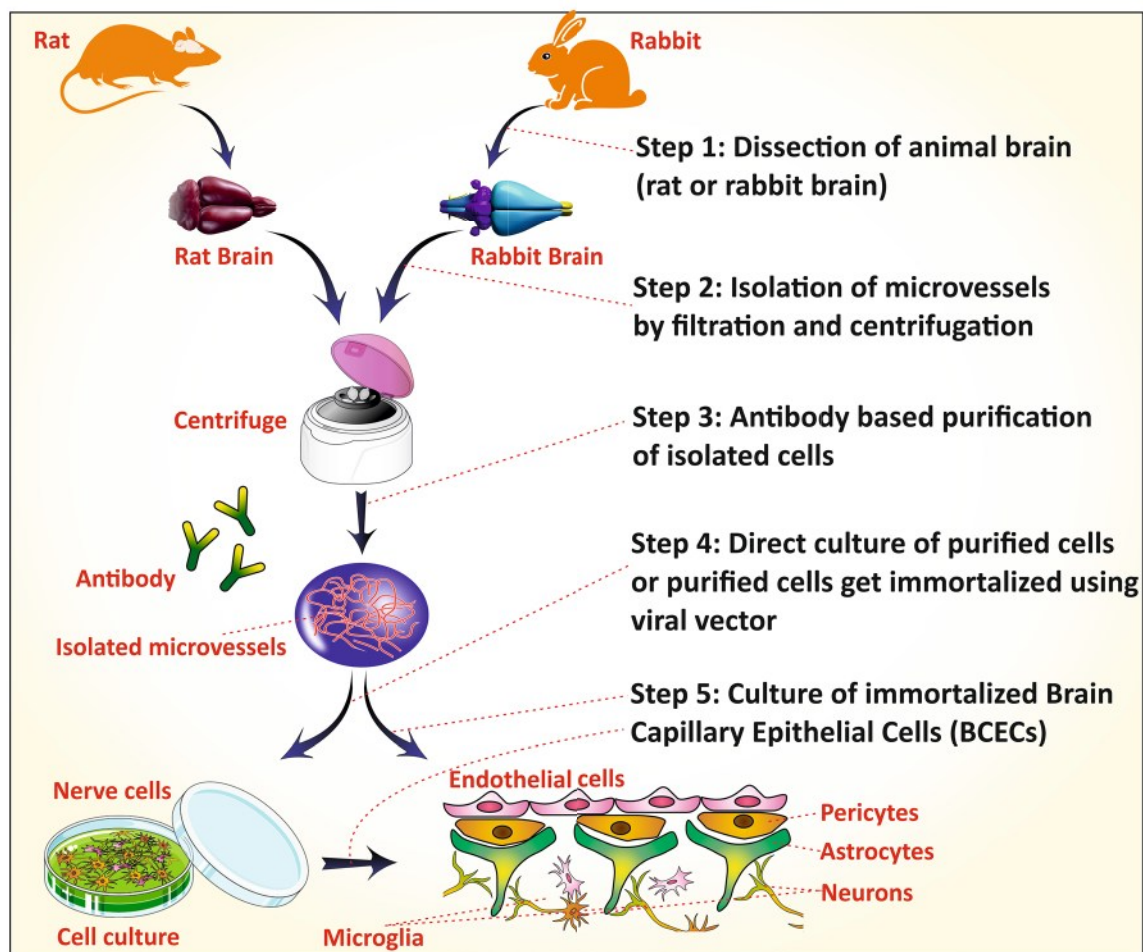 Rat
Rabbit
Step 1: Dissection of animal brain
(rat or rabbit brain)
Rat Brain
Rabbit Brain
Step 2: Isolation of microvessels
by filtration and centrifugation
Centrifuge
Step 3: Antibody based purification
of isolated cells
Antibody
Step 4: Direct culture of purified cells
or purified cells get immortalized using
viral vector
Isolated microvessels
Step 5: Culture of immortalized Brain
Capillary Epithelial Cells (BCECs)
Nerve cells
Endothelial cells
Pericytes
Astrocytes
Neurons
Cell culture
Microglia